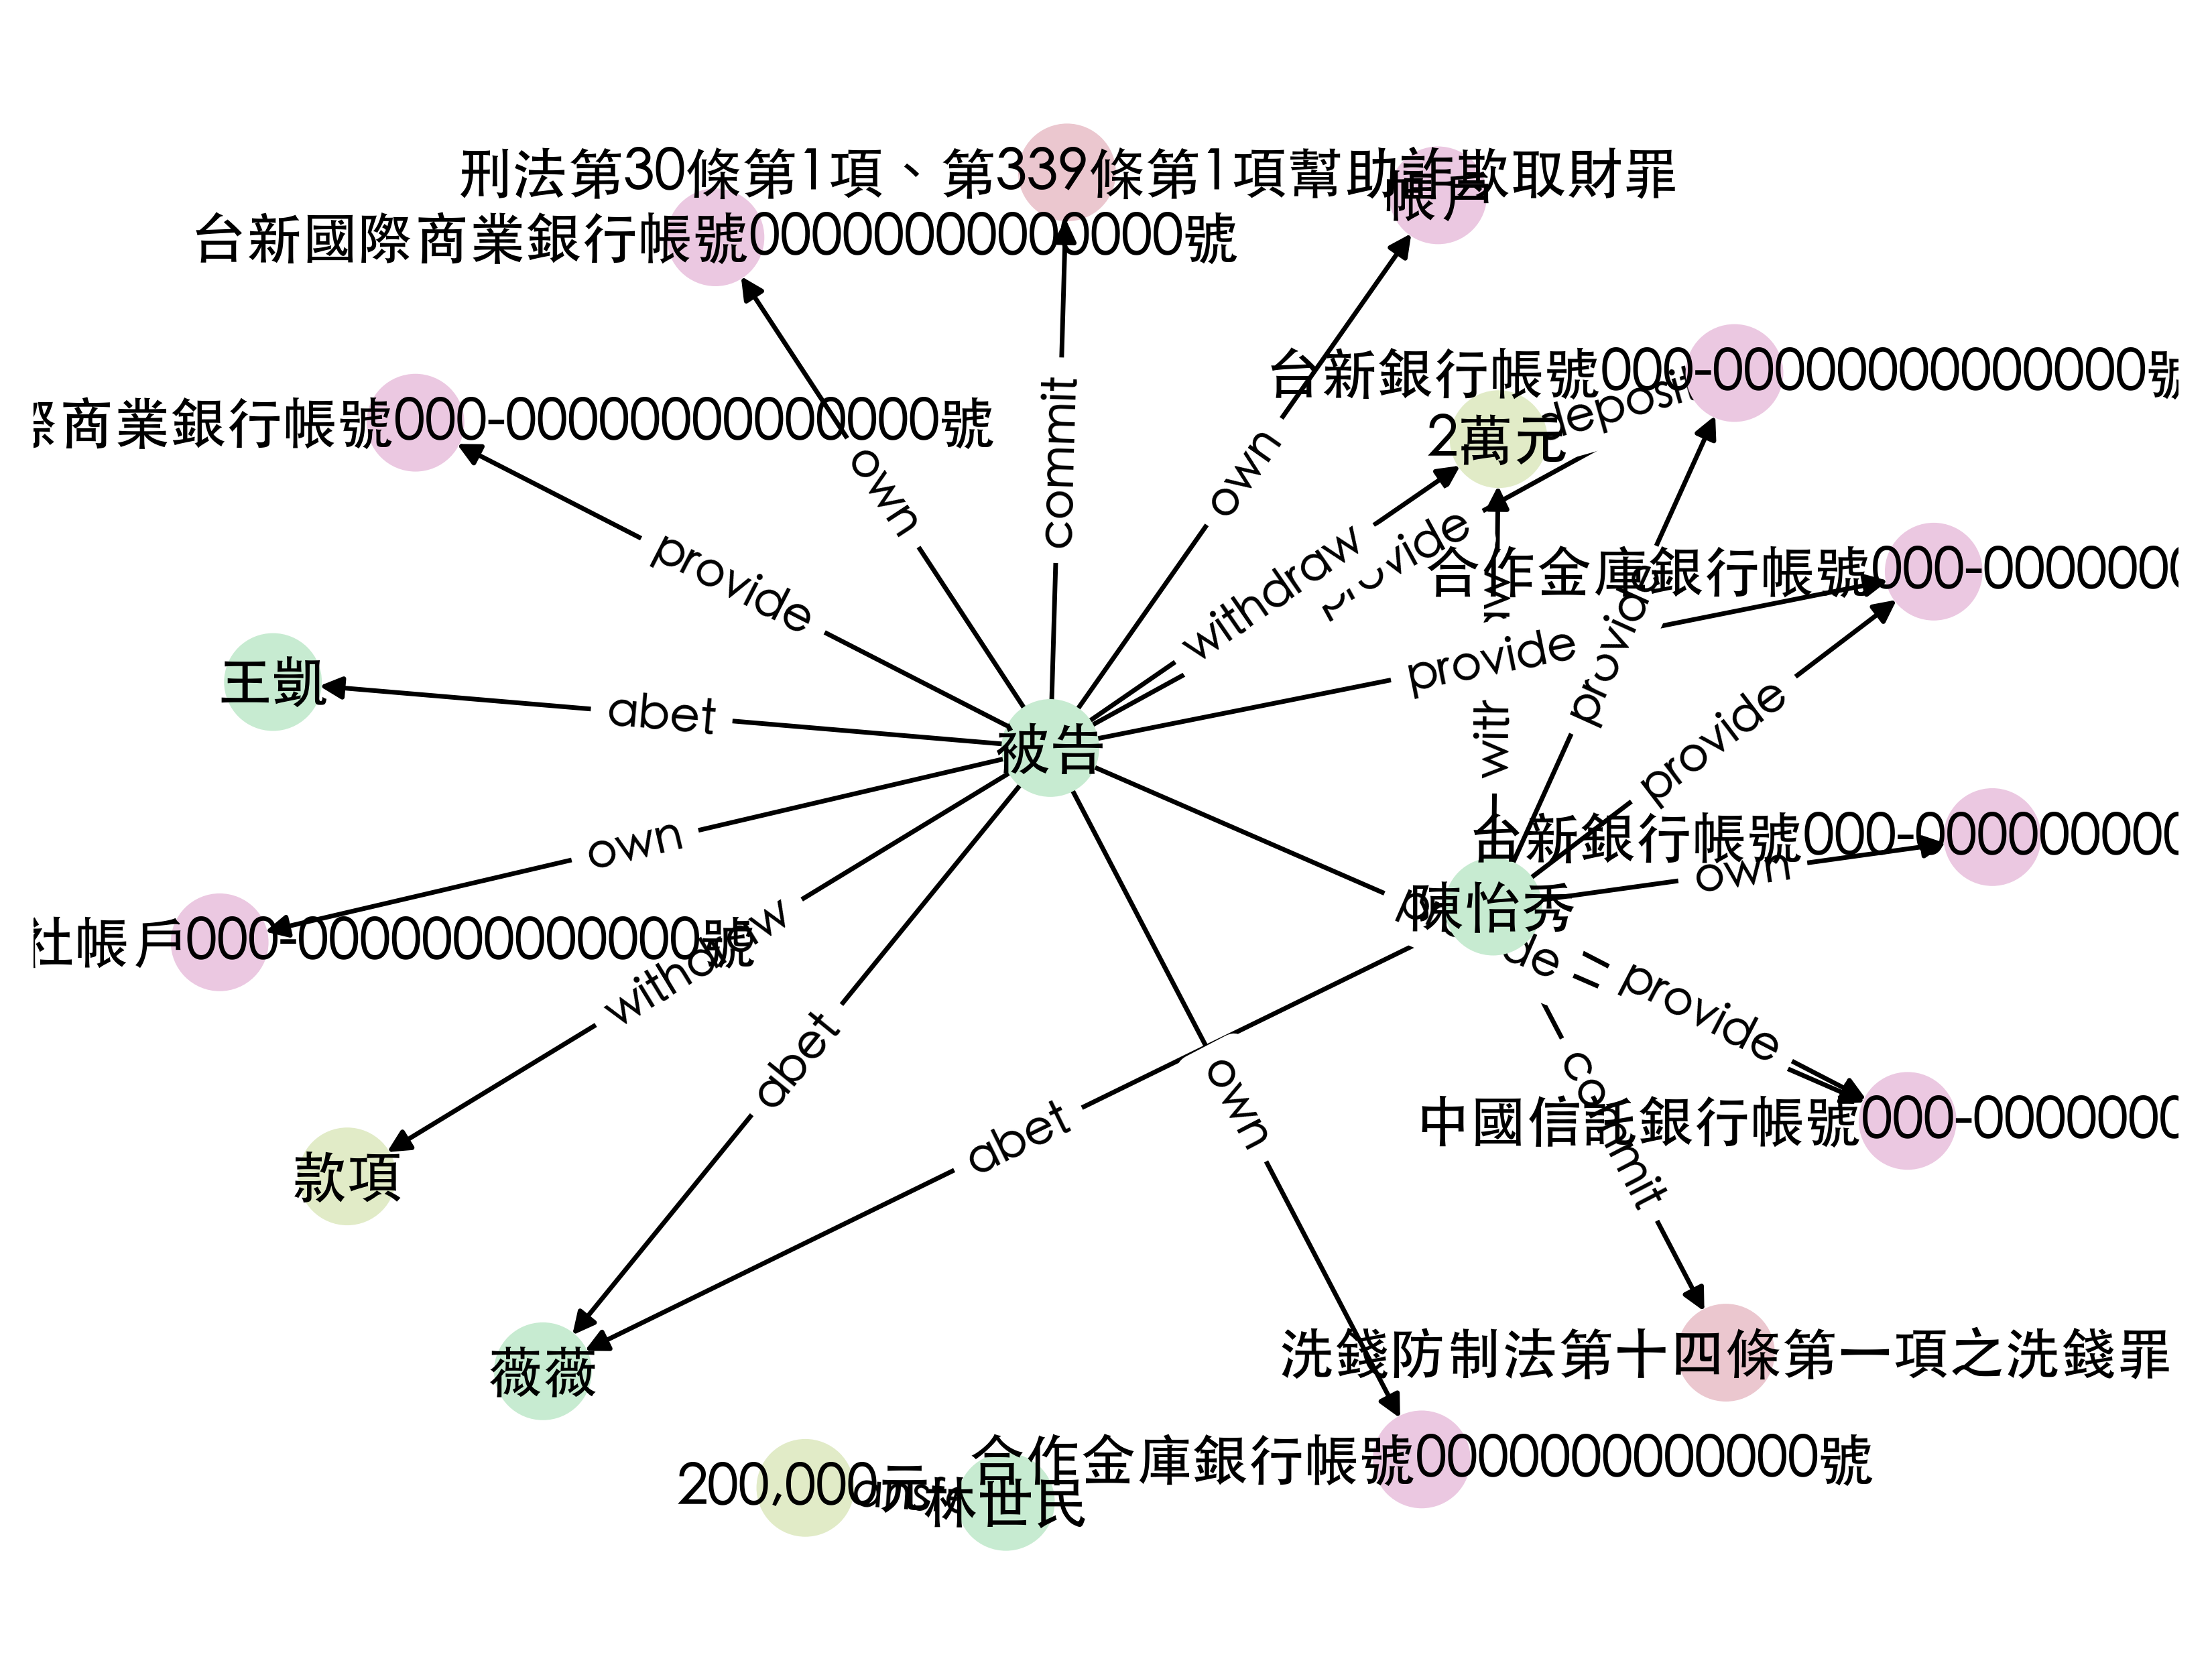 刑法第30條第1項、第339條第1項幫助詐欺取財罪
帳戶
台新國際商業銀行帳號00000000000000號
台新銀行帳號000-00000000000000號
deposit
2萬元
際商業銀行帳號000-00000000000000號
own
commit
own
withdraw
provide
provide
合作金庫銀行帳號000-0000000
provide
provide
provide
王凱
abet
被告
own
台新銀行帳號000-000000000
own
陳怡秀
社帳戶000-0000000000000號
withdraw
provide
abet
own
commit
abet
中國信託銀行帳號000-0000000
款項
薇薇
洗錢防制法第十四條第一項之洗錢罪
合作金庫銀行帳號0000000000000號
200,000元
林世民